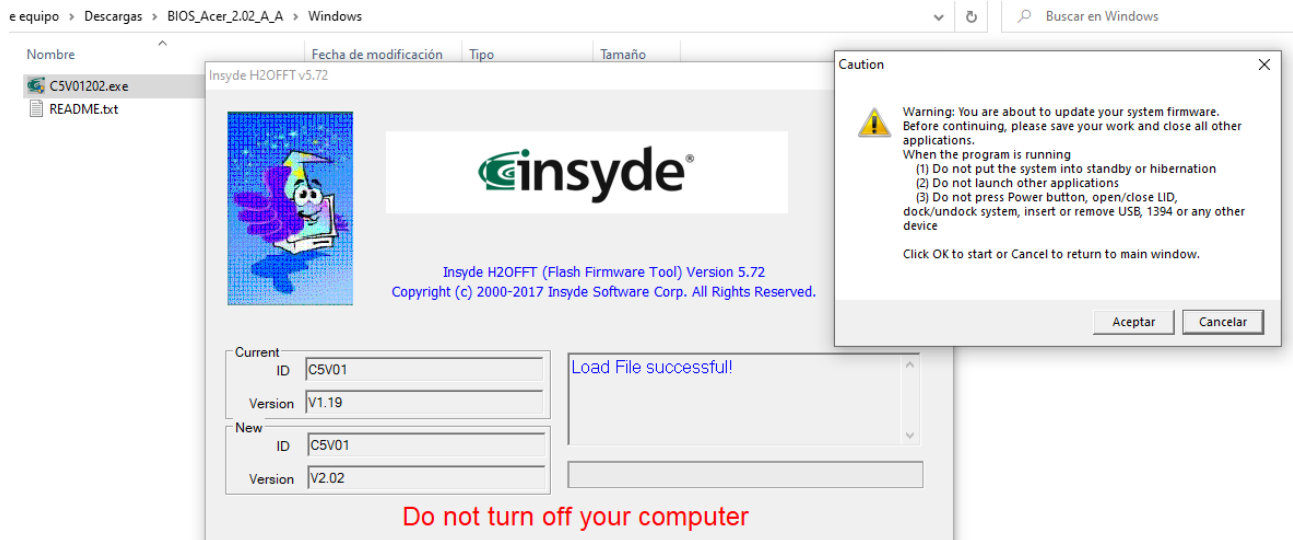 e equipo > Descargas > BIOS_Acer_2.02_A_A > Windows
Buscar en Windows
Nombre
Fecha de modificación
Tipo
Tamaño
C5V01202.exe
README.txt
Insyde H2OFFT v5.72
insyde®
Insyde H2OFFT (Flash Firmware Tool) Version 5.72
Copyright (c) 2000-2017 Insyde Software Corp. All Rights Reserved.
Current
ID C5V01
Version V1.19
New
ID C5V01
Version V2.02
Load File successful!
Do not turn off your computer
Caution
Warning: You are about to update your system firmware.
Before continuing, please save your work and close all other
applications.
When the program is running
(1) Do not put the system into standby or hibernation
(2) Do not launch other applications
(3) Do not press Power button, open/close LID,
dock/undock system, insert or remove USB, 1394 or any other
device
Click OK to start or Cancel to return to main window.
Aceptar
Cancelar